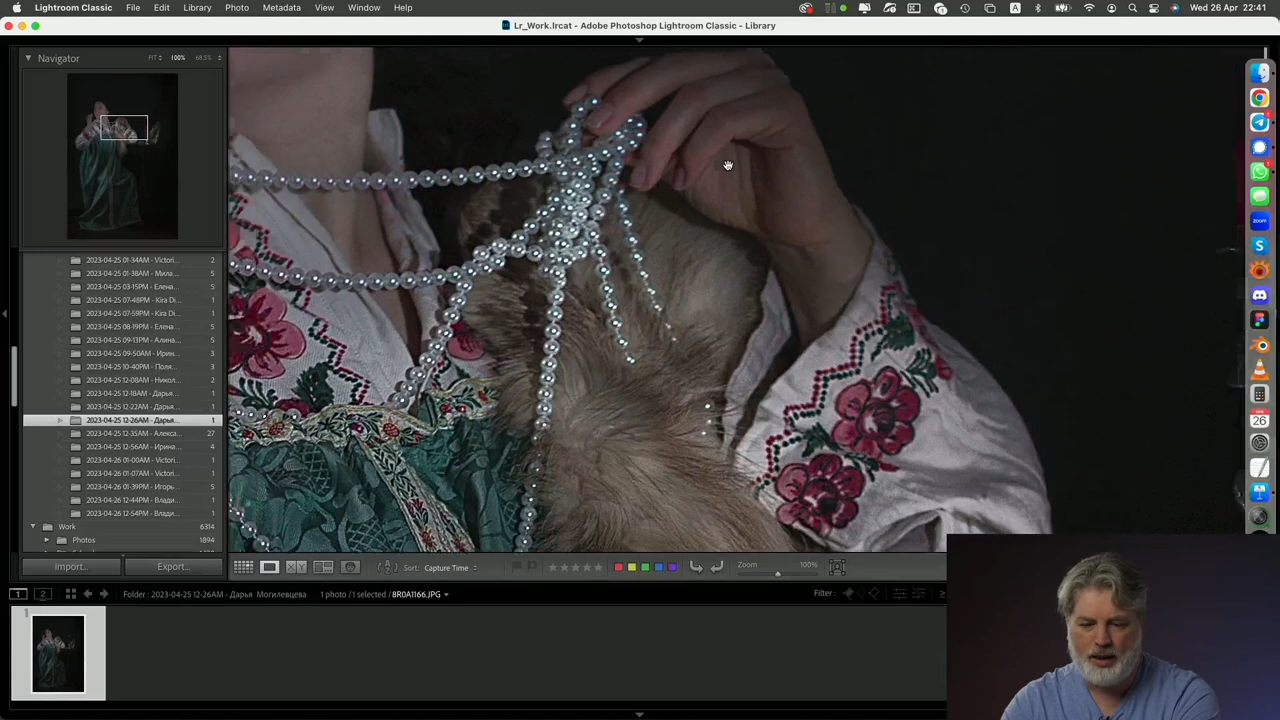 Lightroom Classic File Edit Library Photo Metadata View Window Help Wed 26 Apr 22:41
Lr_Work.lrcat - Adobe Photoshop Lightroom Classic - Library
Navigator FIT 100% 68.5%
2023-04-25 01-34AM - Victori... 2
2023-04-25 01-38AM - Мила... 5
2023-04-25 03-15PM - Елена... 5
2023-04-25 07-48PM - Kira Di... 1
2023-04-25 07-59PM - Kira Di... 1
2023-04-25 08-19PM - Елена... 5
2023-04-25 09-13PM - Алина... 5
2023-04-25 09-50AM - Ирин... 3
2023-04-25 10-40PM - Поля... 3
2023-04-25 12-08AM - Никол... 2
2023-04-25 12-18AM - Дарья... 1
2023-04-25 12-22AM - Дарья... 1
2023-04-25 12-26AM - Дарья... 1
2023-04-25 12-35AM - Алекса... 27
2023-04-25 12-56AM - Ирина... 4
2023-04-26 01-00AM - Victori... 1
2023-04-26 01-07AM - Victori... 1
2023-04-26 01-39PM - Игорь... 5
2023-04-26 12-44PM - Влади... 1
2023-04-26 12-54PM - Влади... 1
Work 6314
Photos 1894
Import... Export...
Sort: Capture Time Zoom 100%
1 2 Folder : 2023-04-25 12-26AM - Дарья Могилевцева 1 photo / 1 selected / 8R0A1166.JPG Filter :
1
zoom
APR
26